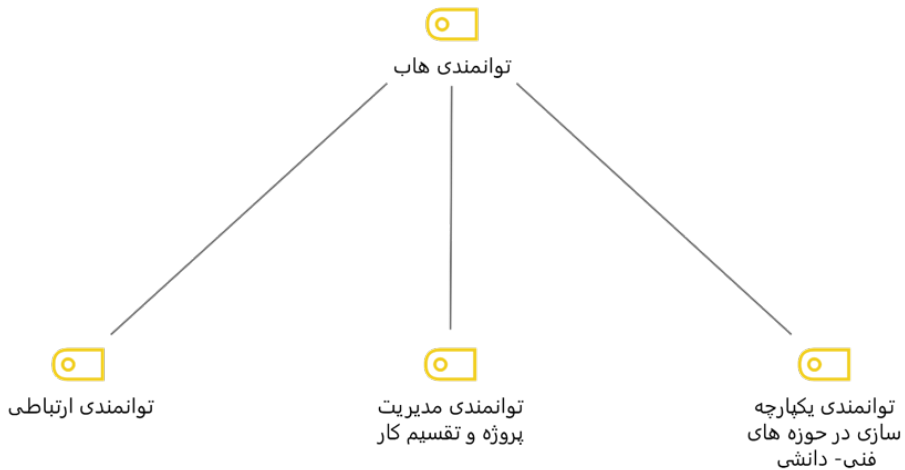 توانمندی هاب
توانمندی یکپارچه
سازی در حوزه های
فنی- دانشی
توانمندی مدیریت
پروژه و تقسیم کار
توانمندی ارتباطی